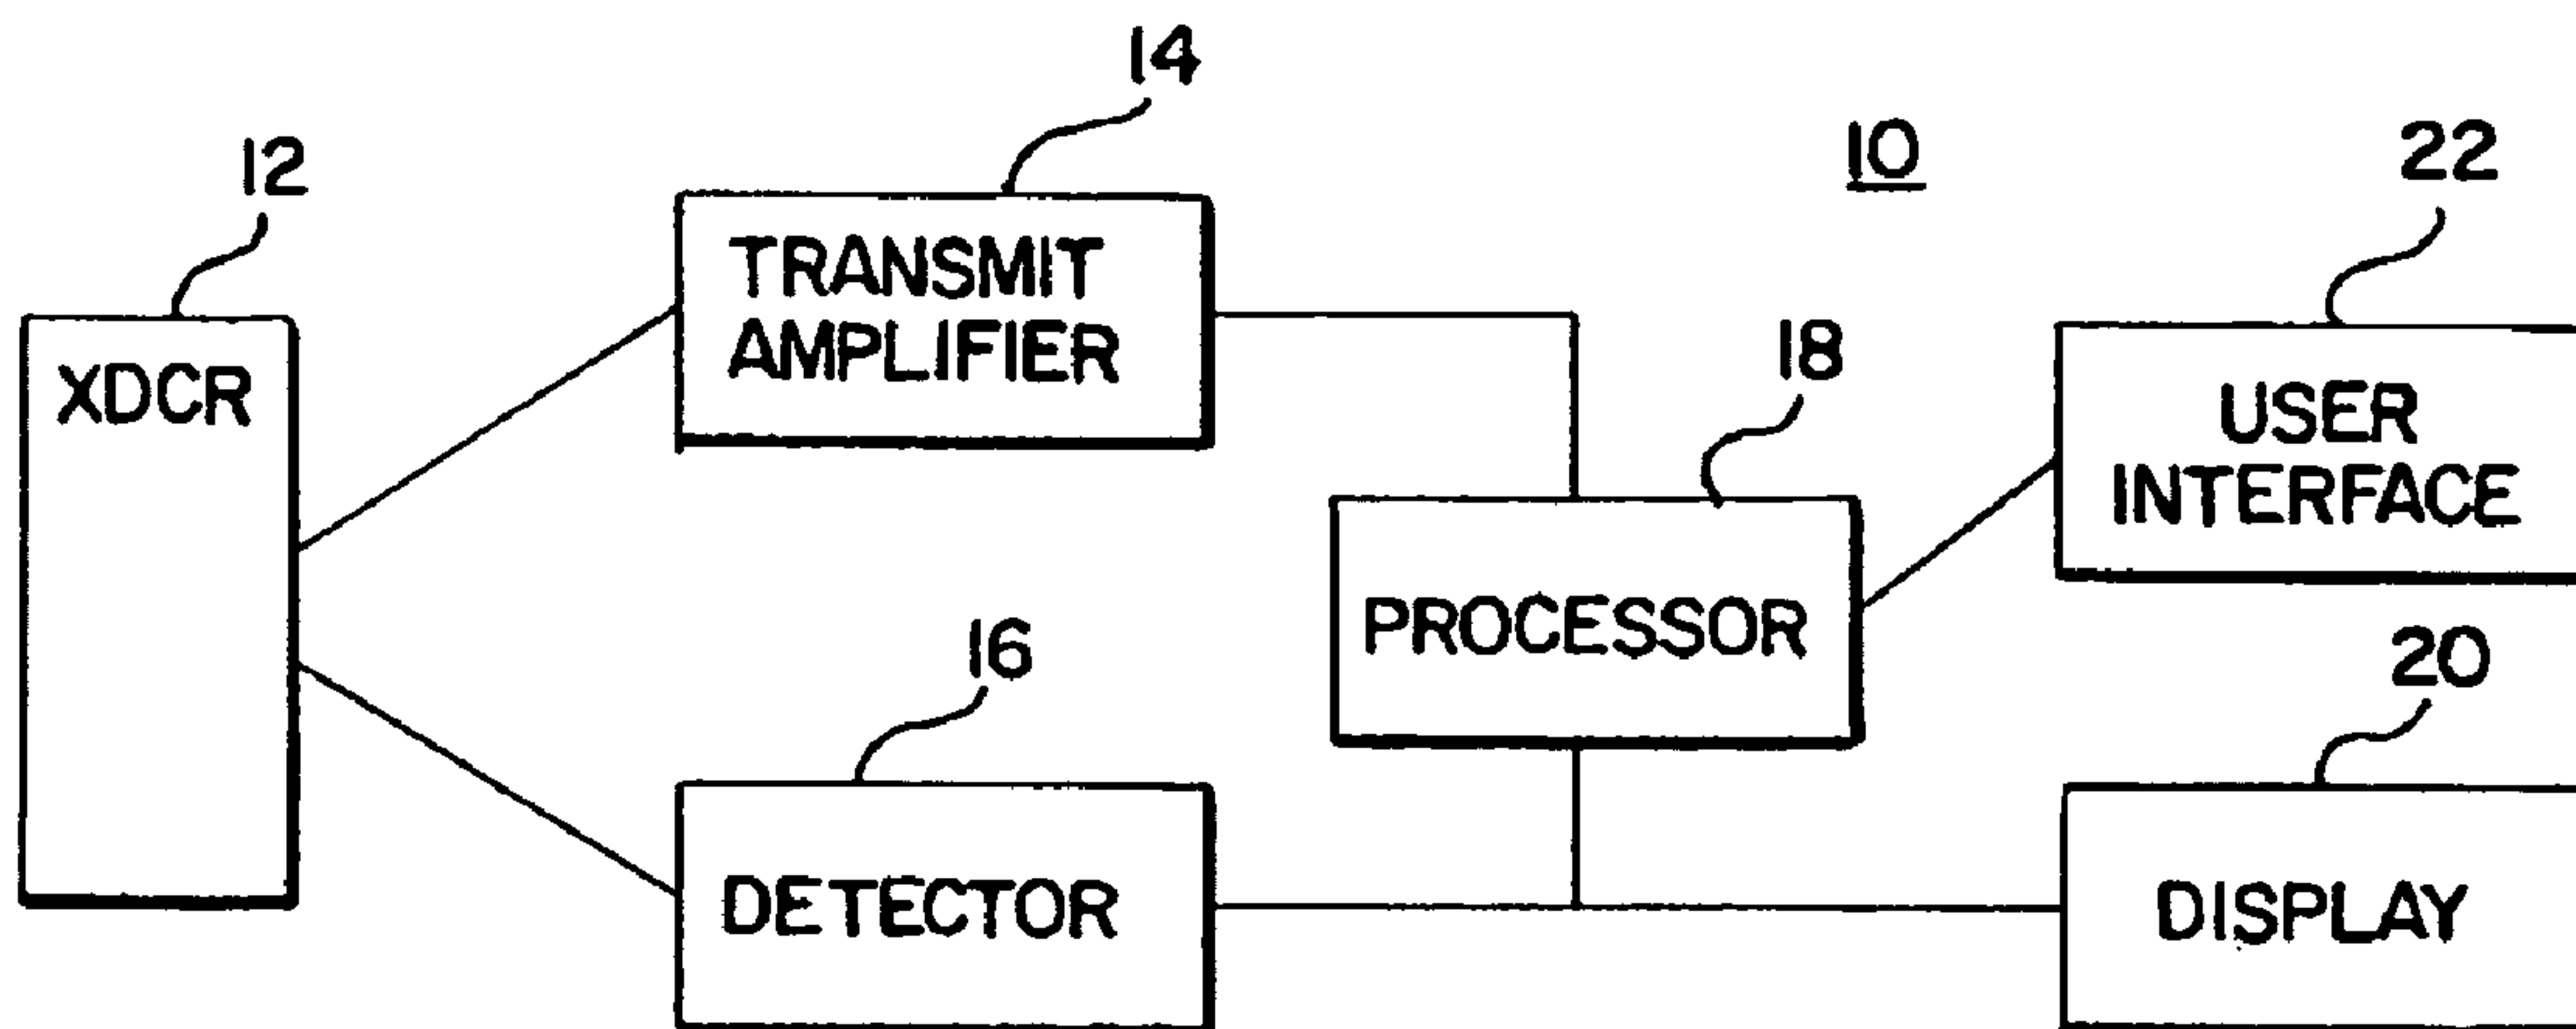 14
12
10
22
TRANSMIT
AMPLIFIER
XDCR
18
USER
INTERFACE
PROCESSOR
16
20
DETECTOR
DISPLAY